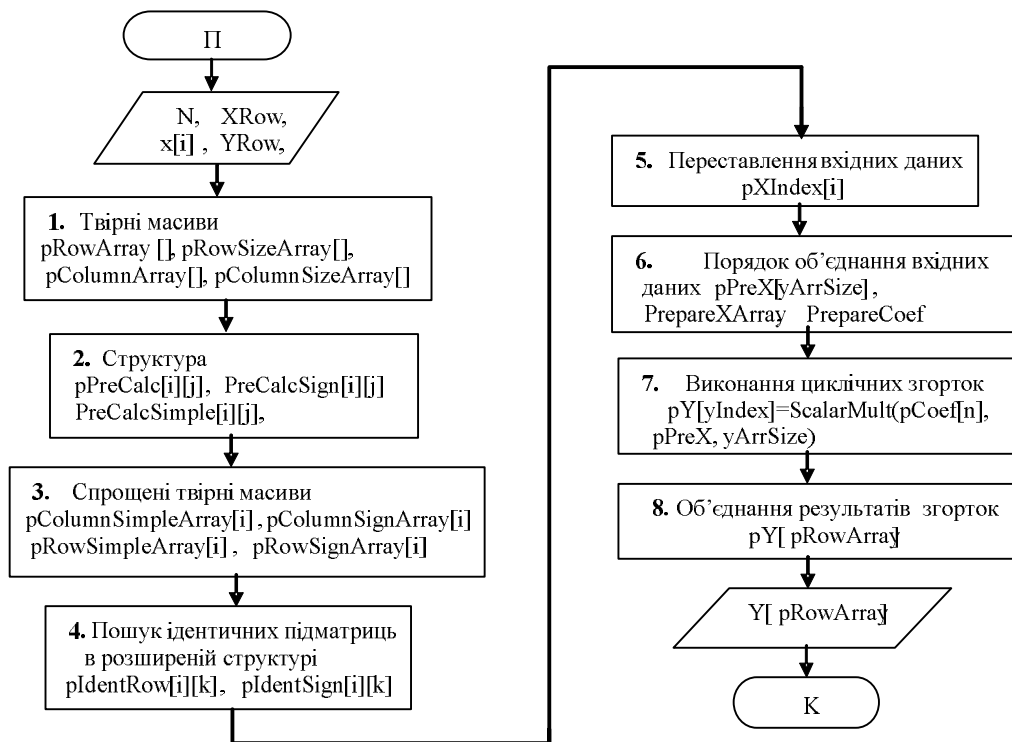 П
N, XRow,
x[i] , YRow,
1. Твірні масиви
pRowArray [], pRowSizeArray[],
pColumnArray[], pColumnSizeArray[]
2. Структура
pPreCalc[i][j], PreCalcSign[i][j]
PreCalcSimple[i][j],
3. Спрощені твірні масиви
pColumnSimpleArray[i] , pColumnSignArray[i]
pRowSimpleArray[i] , pRowSignArray[i]
4. Пошук ідентичних підматриць
в розширеній структурі
pIdentRow[i][k], pIdentSign[i][k]
5. Переставлення вхідних даних
pXIndex[i]
6. Порядок об’єднання вхідних
даних pPreX[yArrSize] ,
PrepareXArray, PrepareCoef
7. Виконання циклічних згорток
pY[yIndex]=ScalarMult(pCoef[n],
pPreX, yArrSize)
8. Об’єднання результатів згорток
pY[ pRowArray]
Y[ pRowArray]
К